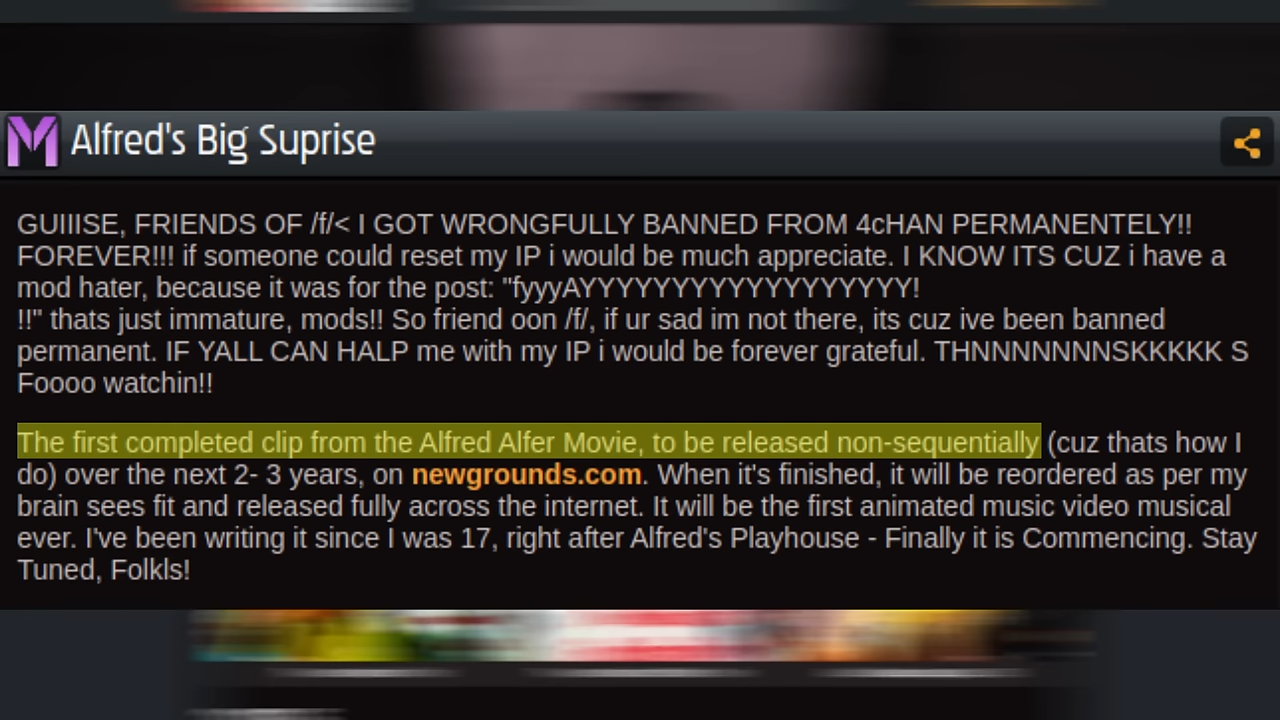 Alfred's Big Suprise
GUIIISE, FRIENDS OF /f/< I GOT WRONGFULLY BANNED FROM 4cHAN PERMANENTELY!!
FOREVER!!! if someone could reset my IP i would be much appreciate. I KNOW ITS CUZ i have a
mod hater, because it was for the post: "fyyyAYYYYYYYYYYYYYYYYYY!
!!" thats just immature, mods!! So friend oon /f/, if ur sad im not there, its cuz ive been banned
permanent. IF YALL CAN HALP me with my IP i would be forever grateful. THNNNNNNNSKKKKK S
Foooo watchin!!
The first completed clip from the Alfred Alfer Movie, to be released non-sequentially (cuz thats how I
do) over the next 2- 3 years, on newgrounds.com. When it's finished, it will be reordered as per my
brain sees fit and released fully across the internet. It will be the first animated music video musical
ever. I've been writing it since I was 17, right after Alfred's Playhouse - Finally it is Commencing. Stay
Tuned, Folkls!